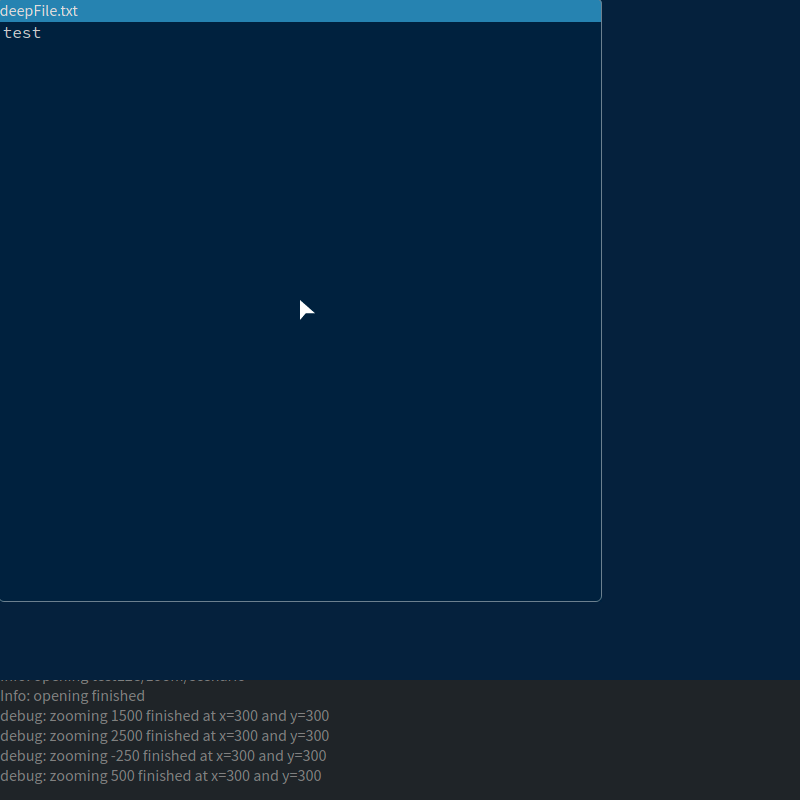 deepFile.txt
test
Info: opening finished
debug: zooming 1500 finished at x=300 and y=300
debug: zooming 2500 finished at x=300 and y=300
debug: zooming -250 finished at x=300 and y=300
debug: zooming 500 finished at x=300 and y=300